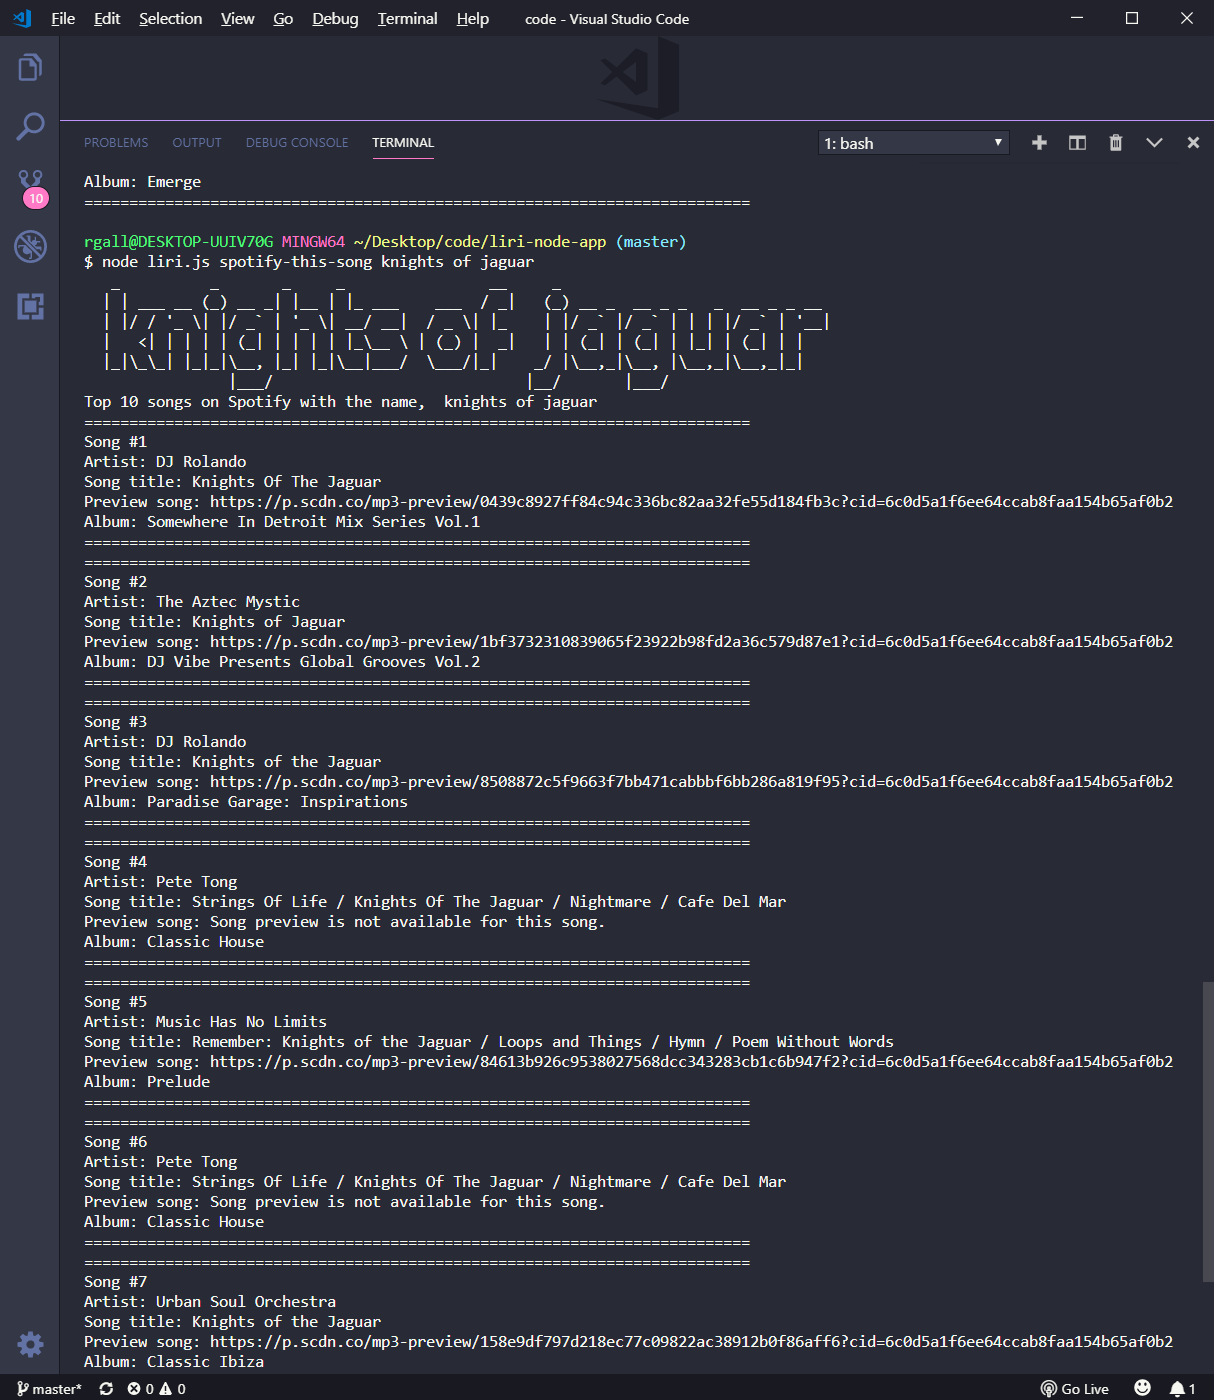 File Edit Selection View Go Debug Terminal Help code - Visual Studio Code
PROBLEMS OUTPUT DEBUG CONSOLE TERMINAL 1: bash
10
Album: Emerge
==========================================================================
rgall@DESKTOP-UUIV70G MINGW64 ~/Desktop/code/liri-node-app (master)
$ node liri.js spotify-this-song knights of jaguar
knights of jaguar
Top 10 songs on Spotify with the name,  knights of jaguar
==========================================================================
Song #1
Artist: DJ Rolando
Song title: Knights Of The Jaguar
Preview song: https://p.scdn.co/mp3-preview/0439c8927ff84c94c336bc82aa32fe55d184fb3c?cid=6c0d5a1f6ee64ccab8faa154b65af0b2
Album: Somewhere In Detroit Mix Series Vol.1
==========================================================================
==========================================================================
Song #2
Artist: The Aztec Mystic
Song title: Knights of Jaguar
Preview song: https://p.scdn.co/mp3-preview/1bf3732310839065f23922b98fd2a36c579d87e1?cid=6c0d5a1f6ee64ccab8faa154b65af0b2
Album: DJ Vibe Presents Global Grooves Vol.2
==========================================================================
==========================================================================
Song #3
Artist: DJ Rolando
Song title: Knights of the Jaguar
Preview song: https://p.scdn.co/mp3-preview/8508872c5f9663f7bb471cabbbf6bb286a819f95?cid=6c0d5a1f6ee64ccab8faa154b65af0b2
Album: Paradise Garage: Inspirations
==========================================================================
==========================================================================
Song #4
Artist: Pete Tong
Song title: Strings Of Life / Knights Of The Jaguar / Nightmare / Cafe Del Mar
Preview song: Song preview is not available for this song.
Album: Classic House
==========================================================================
==========================================================================
Song #5
Artist: Music Has No Limits
Song title: Remember: Knights of the Jaguar / Loops and Things / Hymn / Poem Without Words
Preview song: https://p.scdn.co/mp3-preview/84613b926c9538027568dcc343283cb1c6b947f2?cid=6c0d5a1f6ee64ccab8faa154b65af0b2
Album: Prelude
==========================================================================
==========================================================================
Song #6
Artist: Pete Tong
Song title: Strings Of Life / Knights Of The Jaguar / Nightmare / Cafe Del Mar
Preview song: Song preview is not available for this song.
Album: Classic House
==========================================================================
==========================================================================
Song #7
Artist: Urban Soul Orchestra
Song title: Knights of the Jaguar
Preview song: https://p.scdn.co/mp3-preview/158e9df797d218ec77c09822ac38912b0f86aff6?cid=6c0d5a1f6ee64ccab8faa154b65af0b2
Album: Classic Ibiza
master* 0 0 Go Live 1